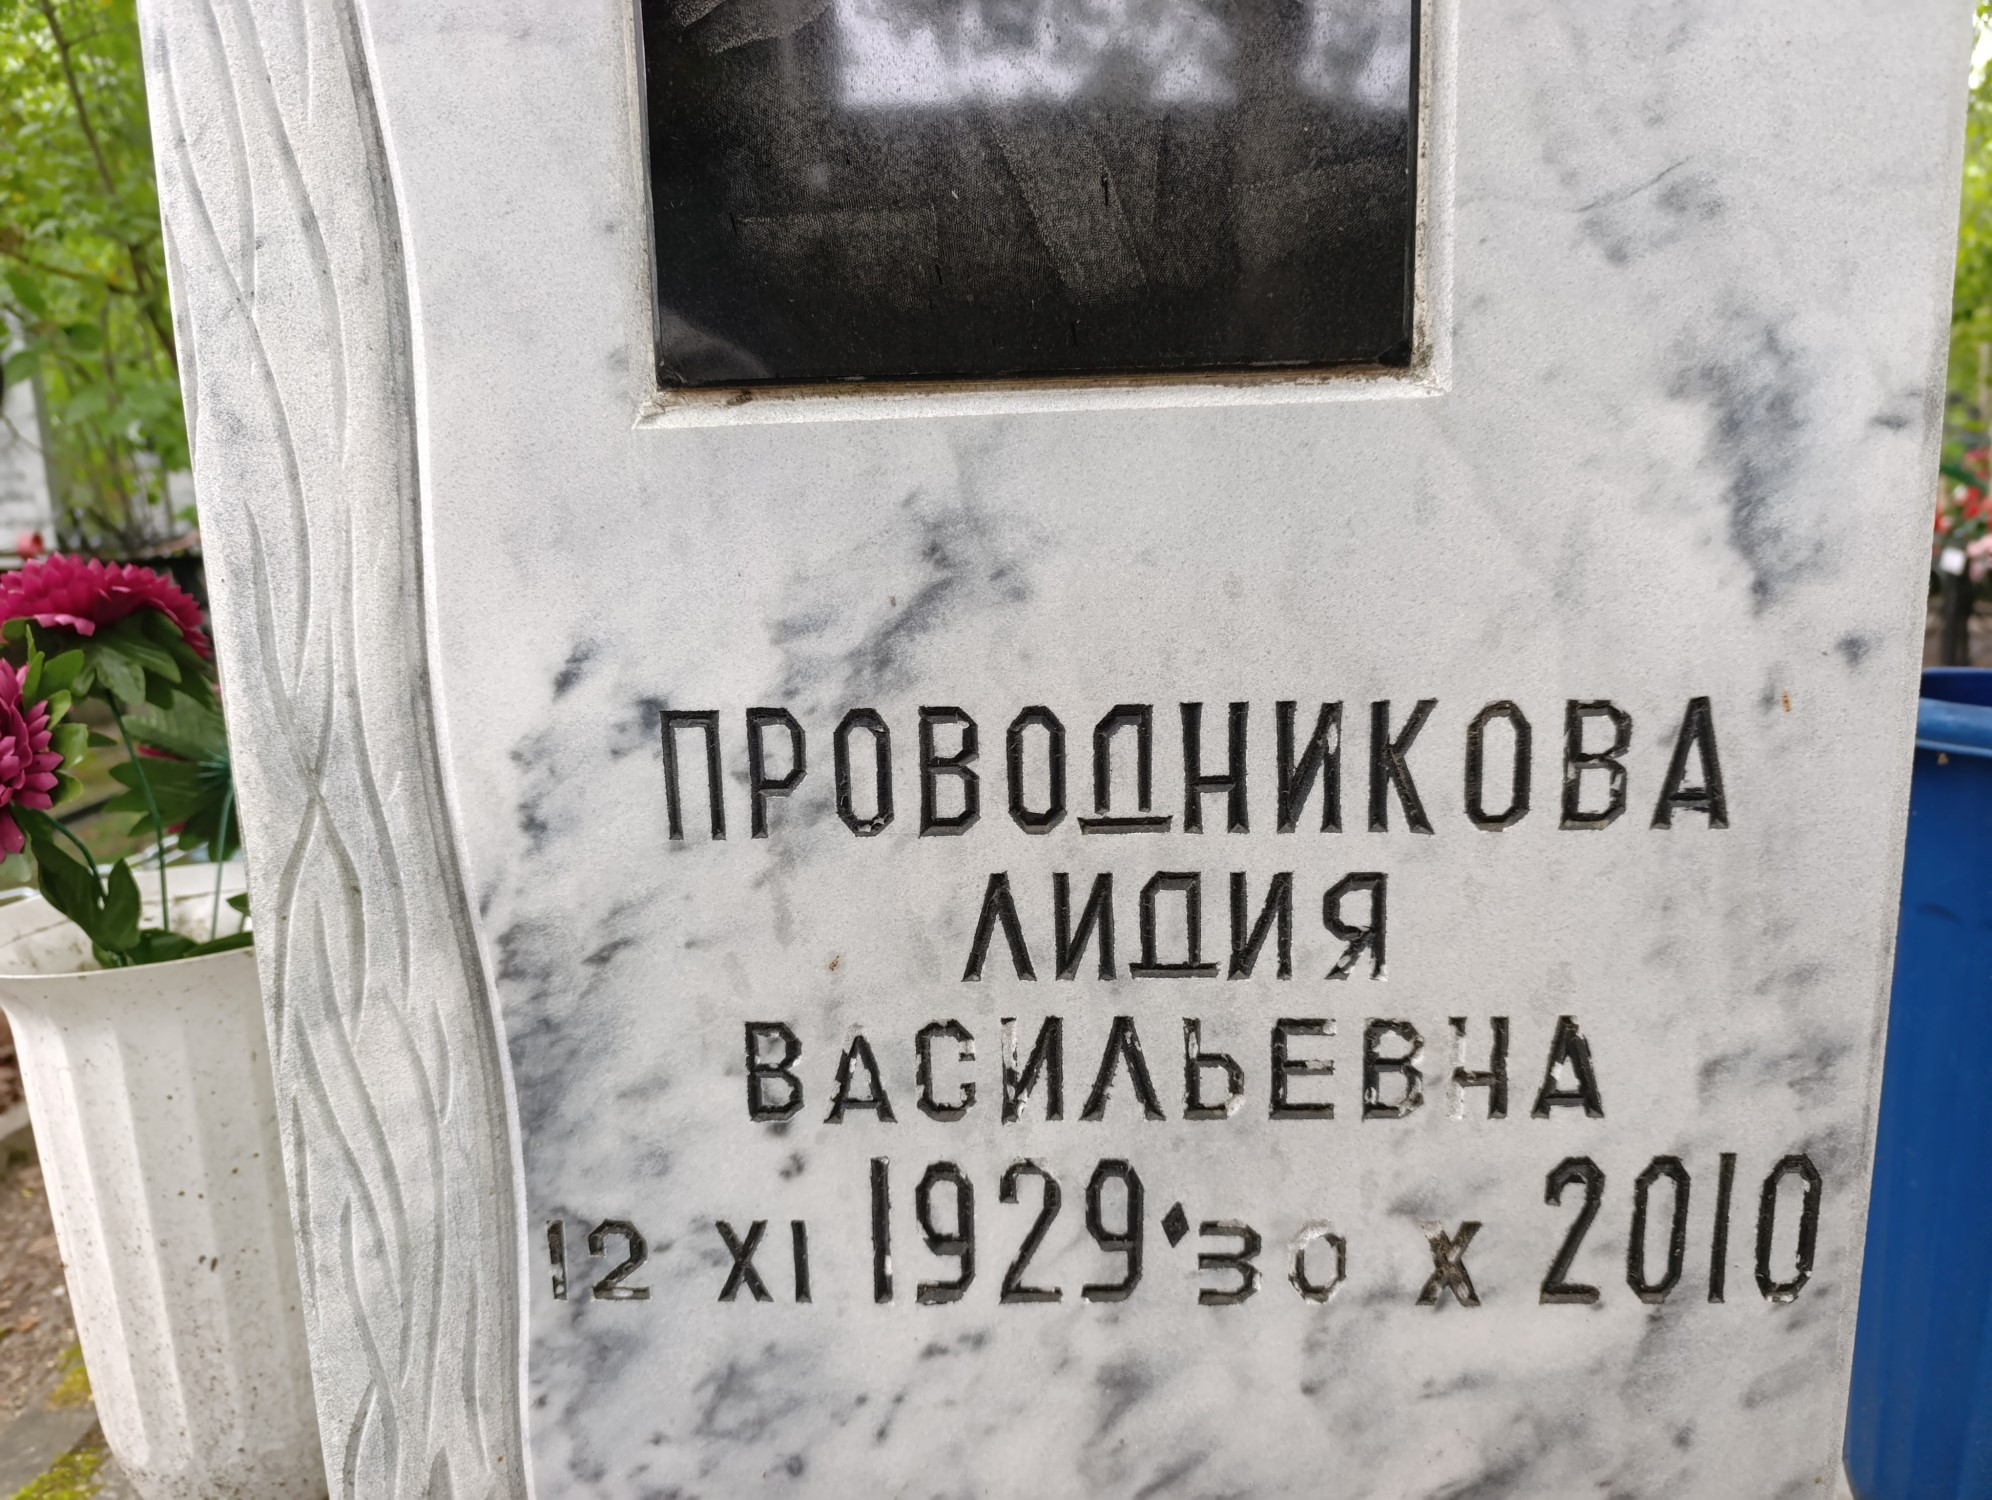 ПРОВОДНИКОВА
ЛИДИЯ
ВАСИЛЬЕВНА
12 XI 1929♦30 X 2010